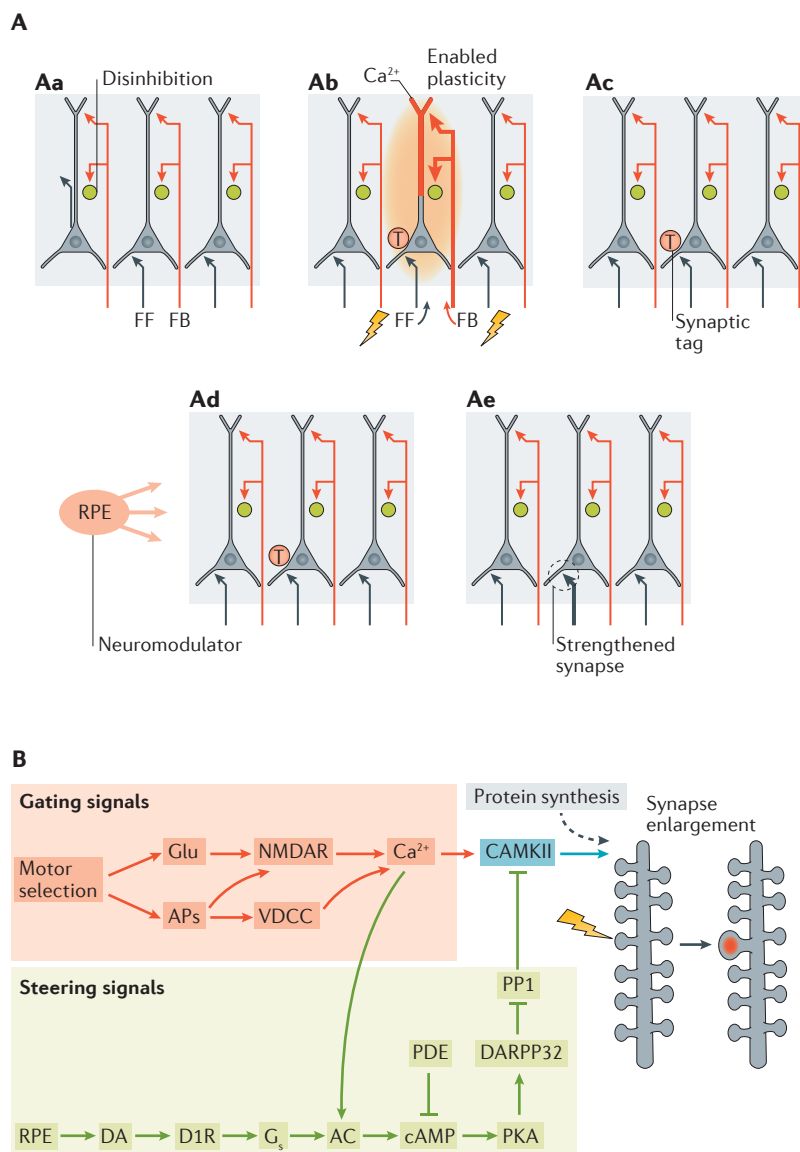 A
Aa
Disinhibition
FF FB
Ab
Ca²⁺
Enabled
plasticity
T
FF FB
Ac
T
Synaptic
tag
Ad
RPE
T
Neuromodulator
Ae
Strengthened
synapse
B
Gating signals
Motor
selection
Glu
NMDAR
Ca²⁺
APs
VDCC
Protein synthesis
CAMKII
Synapse
enlargement
Steering signals
PP1
PDE
DARPP32
RPE
DA
D1R
Gₛ
AC
cAMP
PKA